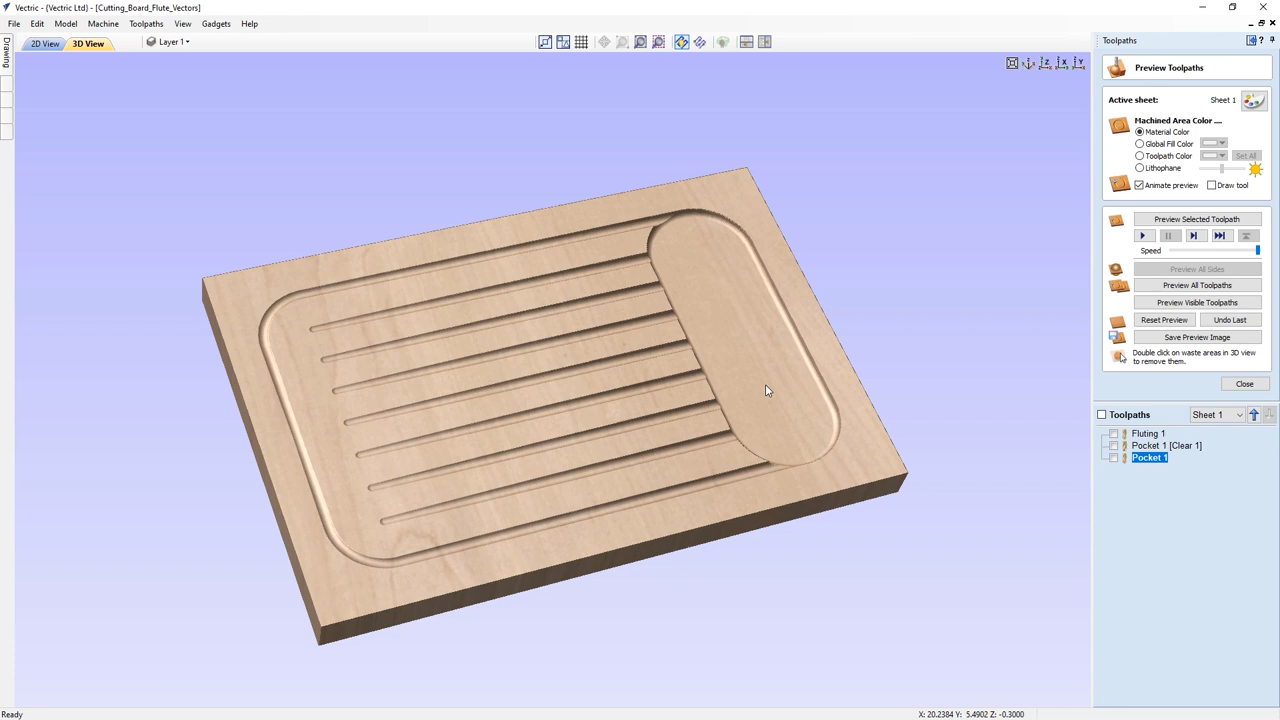 Vectric - {Vectric Ltd} - [Cutting_Board_Flute_Vectors]
File Edit Model Machine Toolpaths View Gadgets Help
2D View 3D View Layer 1
Drawing
Toolpaths
Preview Toolpaths
Active sheet: Sheet 1
Machined Area Color ....
Material Color
Global Fill Color
Toolpath Color Set All
Lithophane
Animate preview Draw tool
Preview Selected Toolpath
Speed
Preview All Sides
Preview All Toolpaths
Preview Visible Toolpaths
Reset Preview Undo Last
Save Preview Image
Double click on waste areas in 3D view
to remove them.
Close
Toolpaths Sheet 1
Fluting 1
Pocket 1 [Clear 1]
Pocket 1
Ready X: 20.2384 Y: 5.4902 Z: -0.3000